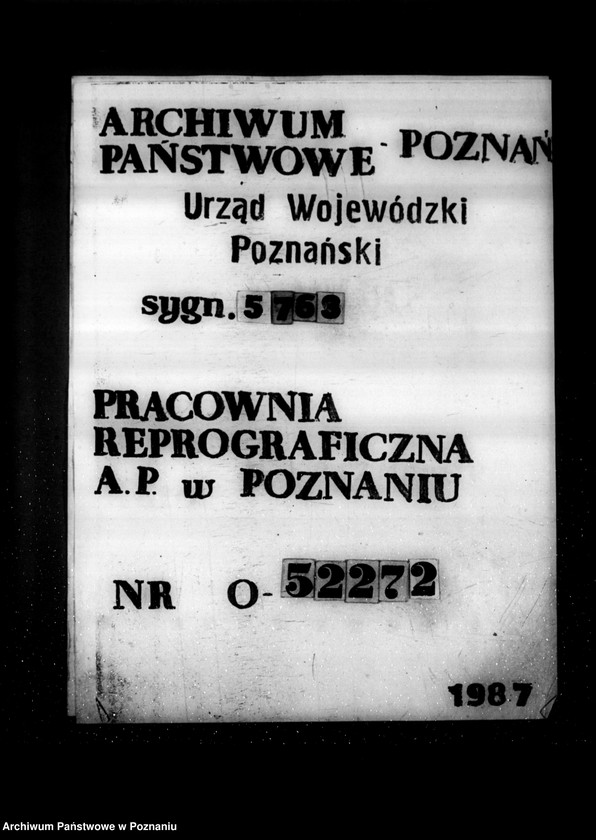 ARCHIWUM
PAŃSTWOWE - POZNAŃ
Urząd Wojewódzki
Poznański
sygn. 5763
PRACOWNIA
REPROGRAFICZNA
A.P. w POZNANIU
NR O-52272
1987
Archiwum Państwowe w Poznaniu